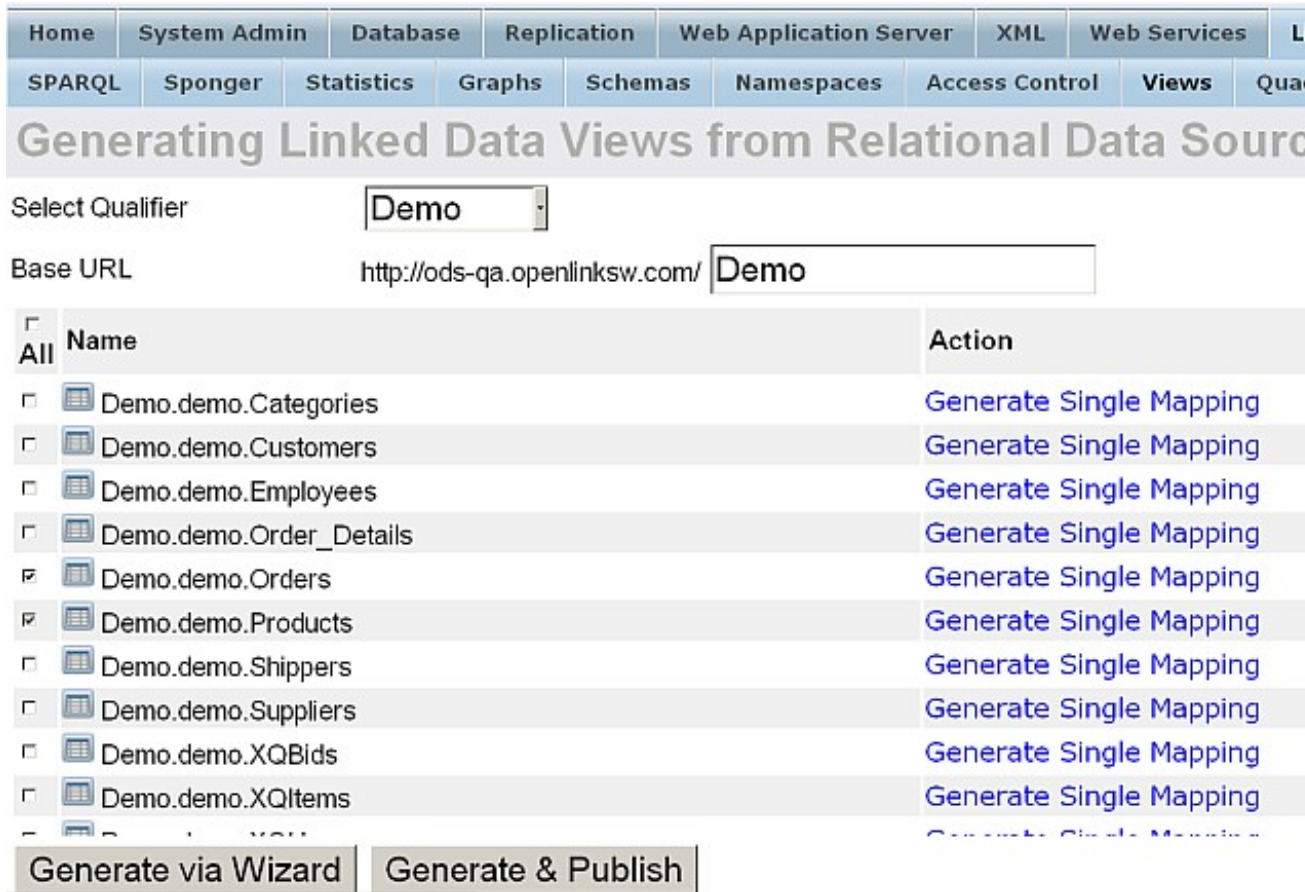 Home System Admin Database Replication Web Application Server XML Web Services L
SPARQL Sponger Statistics Graphs Schemas Namespaces Access Control Views Qua
Generating Linked Data Views from Relational Data Sourc
Select Qualifier Demo
Base URL http://ods-qa.openlinksw.com/ Demo
All Name Action
Demo.demo.Categories Generate Single Mapping
Demo.demo.Customers Generate Single Mapping
Demo.demo.Employees Generate Single Mapping
Demo.demo.Order_Details Generate Single Mapping
Demo.demo.Orders Generate Single Mapping
Demo.demo.Products Generate Single Mapping
Demo.demo.Shippers Generate Single Mapping
Demo.demo.Suppliers Generate Single Mapping
Demo.demo.XQBids Generate Single Mapping
Demo.demo.XQItems Generate Single Mapping
Generate via Wizard Generate & Publish